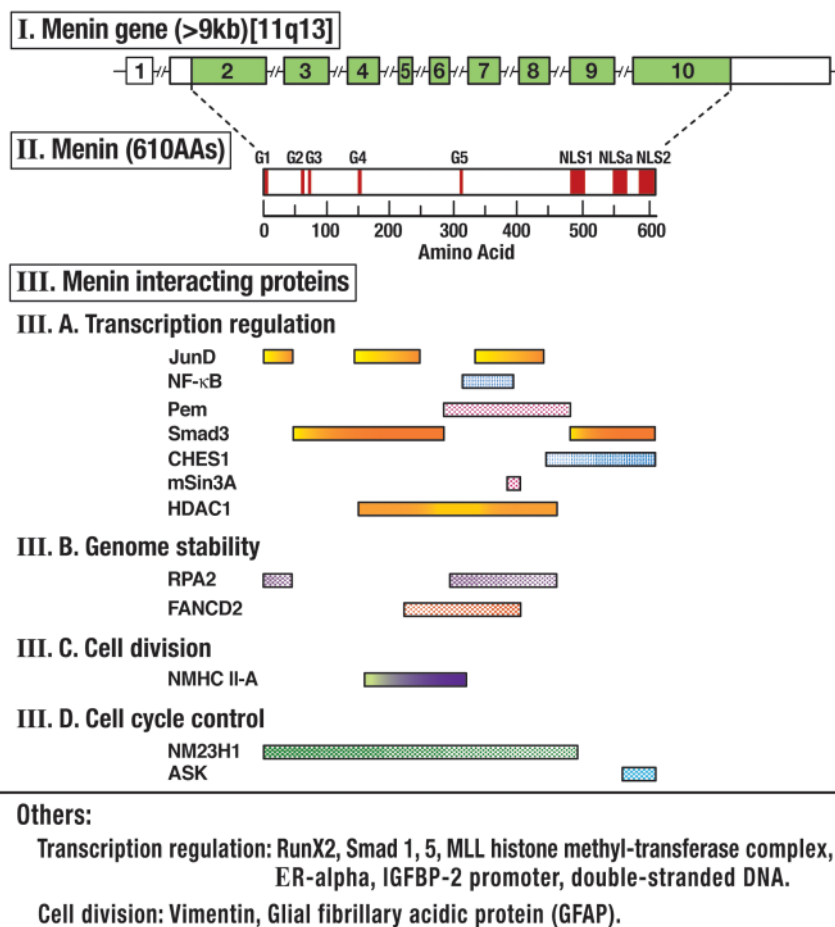 I. Menin gene (>9kb)[11q13]
1 2 3 4 5 6 7 8 9 10
II. Menin (610AAs)
G1 G2 G3 G4 G5 NLS1 NLSa NLS2
0 100 200 300 400 500 600
Amino Acid
III. Menin interacting proteins
III. A. Transcription regulation
JunD
NF-κB
Pem
Smad3
CHES1
mSin3A
HDAC1
III. B. Genome stability
RPA2
FANCD2
III. C. Cell division
NMHC II-A
III. D. Cell cycle control
NM23H1
ASK
Others:
Transcription regulation: RunX2, Smad 1, 5, MLL histone methyl-transferase complex,
ER-alpha, IGFBP-2 promoter, double-stranded DNA.
Cell division: Vimentin, Glial fibrillary acidic protein (GFAP).